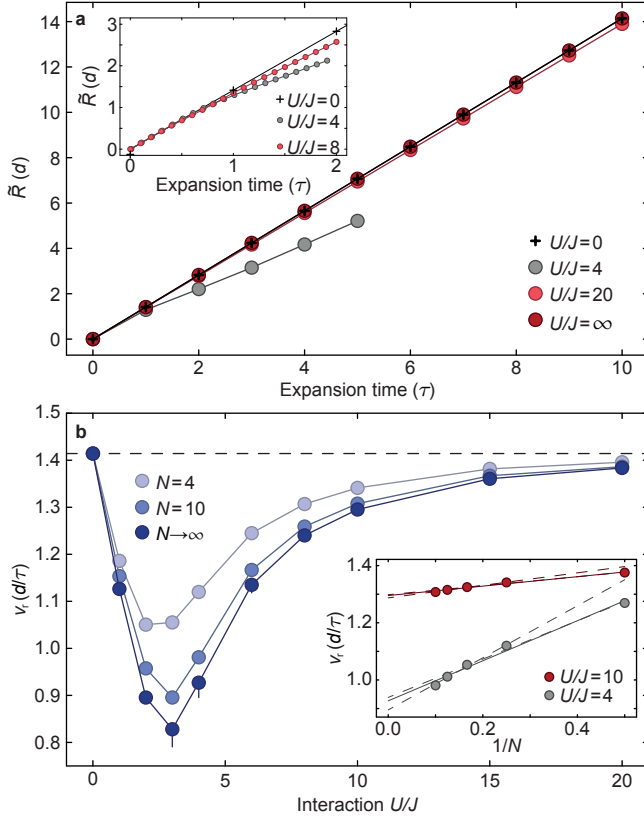 a
R̃ (d)
14
12
10
8
6
4
2
0
0 2 4 6 8 10
Expansion time (τ)
U/J=0
U/J=4
U/J=20
U/J=∞
R̃ (d)
3
2
1
0
0 1 2
Expansion time (τ)
U/J=0
U/J=4
U/J=8
b
vr (d/τ)
1.5
1.4
1.3
1.2
1.1
1.0
0.9
0.8
0 5 10 15 20
Interaction U/J
N=4
N=10
N→∞
vr (d/τ)
1.4
1.3
1.0
0.0 0.2 0.4
1/N
U/J=10
U/J=4